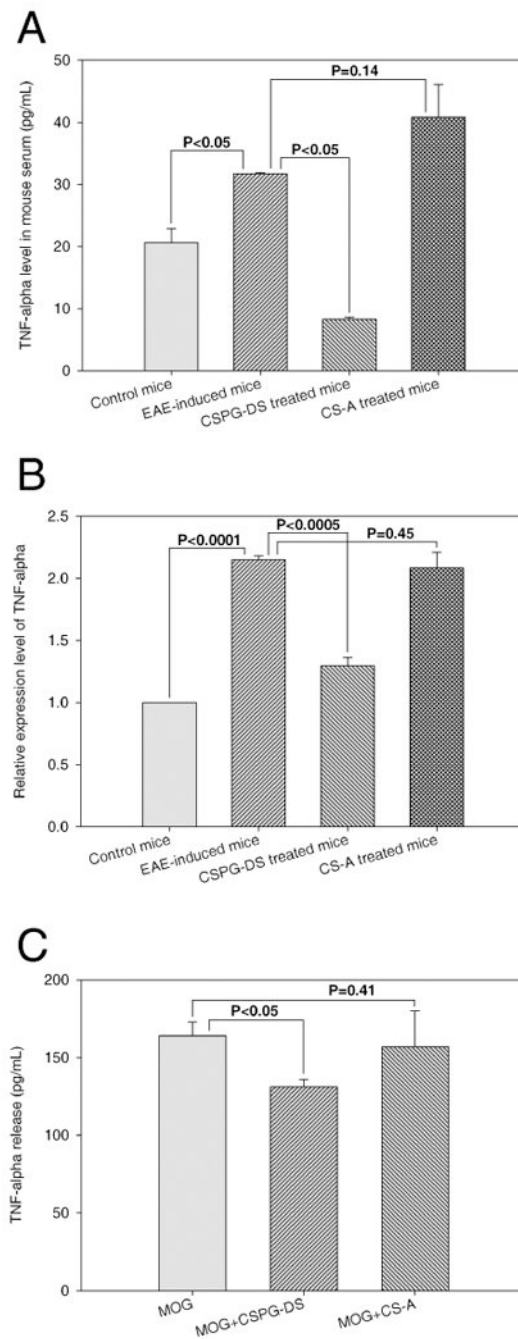 A
TNF-alpha level in mouse serum (pg/mL)
50
40
30
20
10
0
P=0.14
P<0.05
P<0.05
Control mice
EAE-induced mice
CSPG-DS treated mice
CS-A treated mice
B
Relative expression level of TNF-alpha
2.5
2.0
1.5
1.0
0.5
0.0
P<0.0001
P<0.0005
P=0.45
Control mice
EAE-induced mice
CSPG-DS treated mice
CS-A treated mice
C
TNF-alpha release (pg/mL)
200
150
100
50
0
P=0.41
P<0.05
MOG
MOG+CSPG-DS
MOG+CS-A